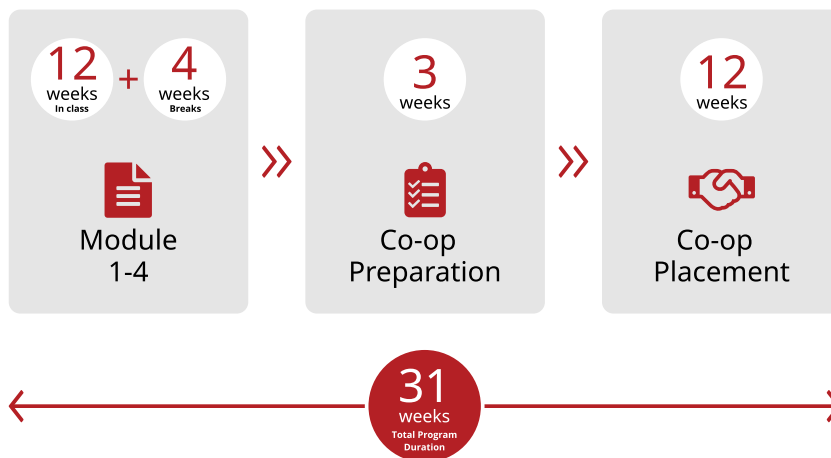 12
weeks
In class
+
4
weeks
Breaks
Module
1-4
3
weeks
Co-op
Preparation
12
weeks
Co-op
Placement
31
weeks
Total Program
Duration